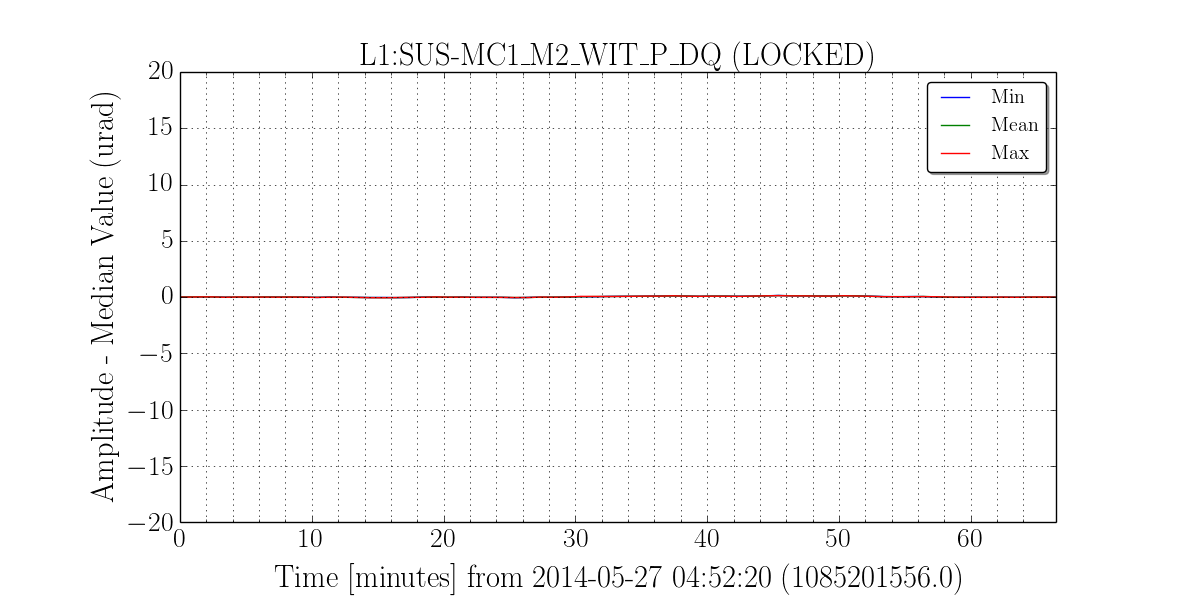 L1:SUS-MC1_M2_WIT_P_DQ (LOCKED)
Amplitude - Median Value (urad)
20
15
10
5
0
−5
−10
−15
−20
Min
Mean
Max
0 10 20 30 40 50 60
Time [minutes] from 2014-05-27 04:52:20 (1085201556.0)